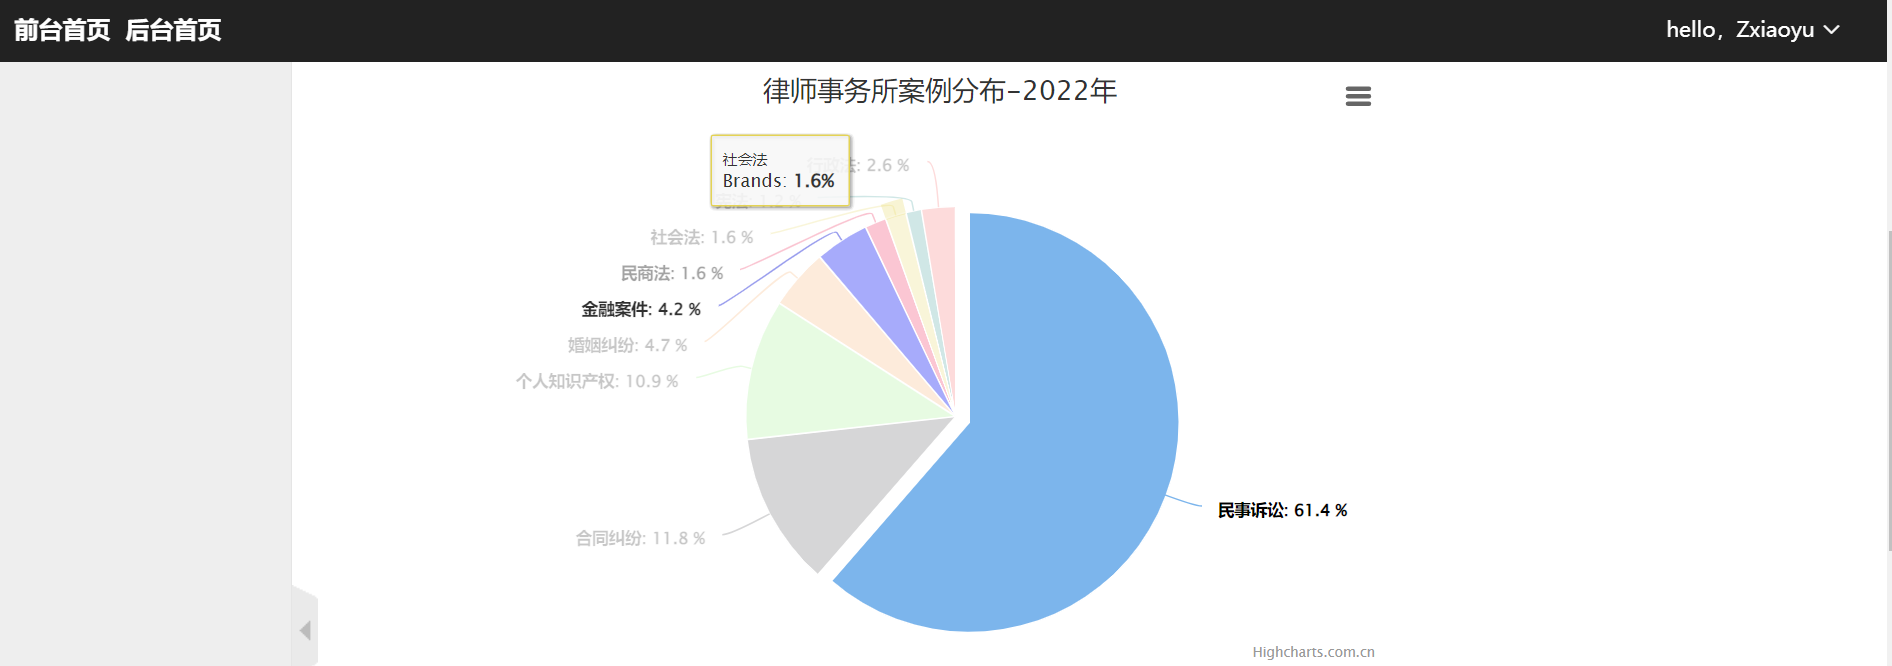 前台首页 后台首页
hello，Zxiaoyu
律师事务所案例分布-2022年
社会法
Brands: 1.6%
行政法: 2.6 %
社会法: 1.6 %
民商法: 1.6 %
金融案件: 4.2 %
婚姻纠纷: 4.7 %
个人知识产权: 10.9 %
民事诉讼: 61.4 %
合同纠纷: 11.8 %
Highcharts.com.cn